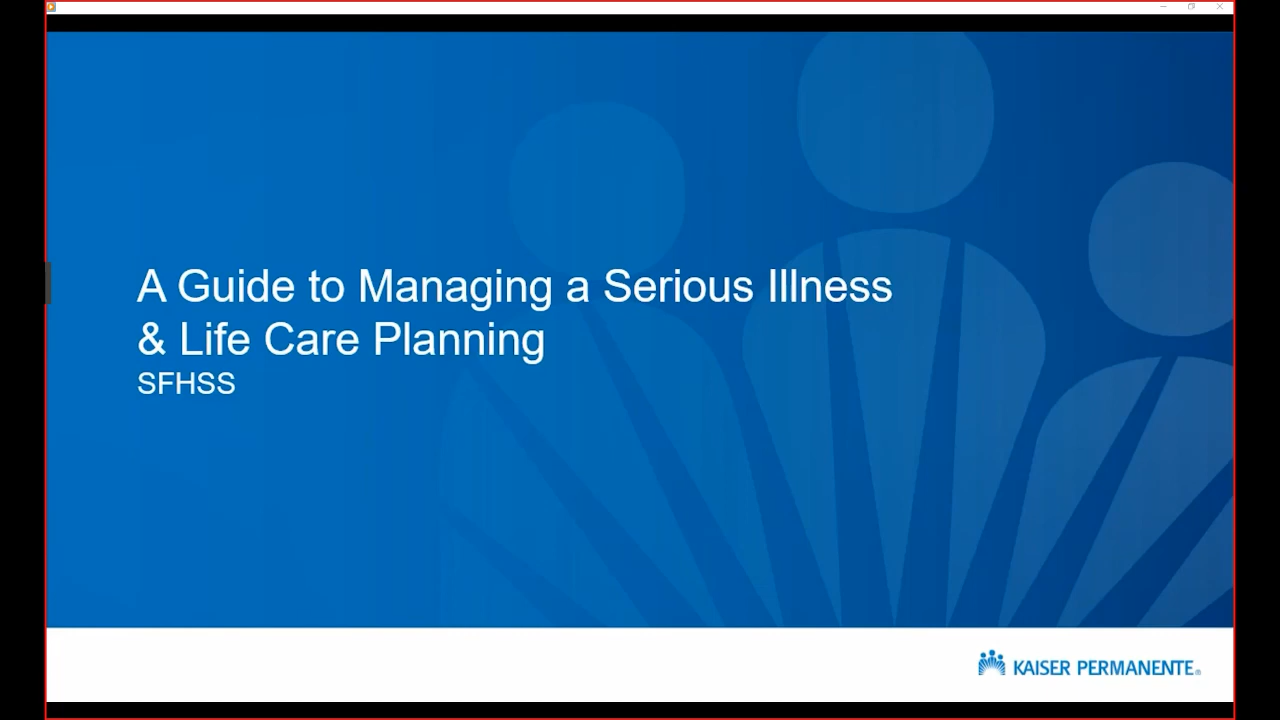 A Guide to Managing a Serious Illness
& Life Care Planning
SFHSS
KAISER PERMANENTE®